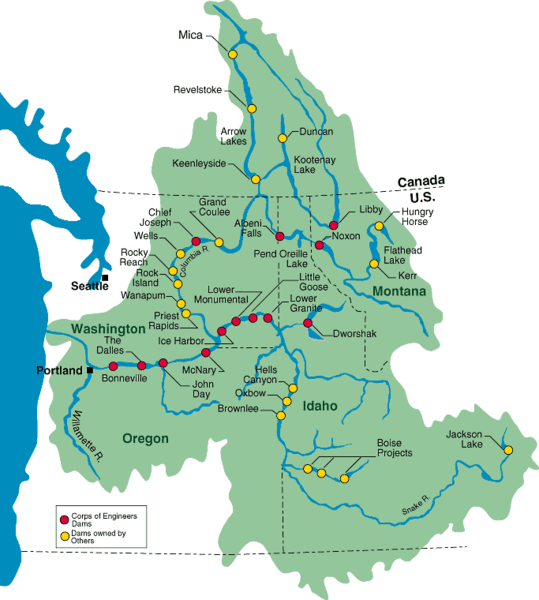 Mica
Revelstoke
Arrow
Lakes
Duncan
Keenleyside
Kootenay
Lake
Canada
U.S.
Grand
Coulee
Chief
Joseph
Libby
Hungry
Horse
Wells
Albeni
Falls
Noxon
Columbia R.
Rocky
Reach
Pend Oreille
Lake
Flathead
Lake
Rock
Island
Kerr
Seattle
Wanapum
Lower
Monumental
Little
Goose
Montana
Lower
Granite
Priest
Rapids
Washington
Ice Harbor
Dworshak
The
Dalles
Portland
Bonneville
McNary
John
Day
Hells
Canyon
Oxbow
Brownlee
Idaho
Willamette R.
Oregon
Boise
Projects
Jackson
Lake
Snake R.
Corps of Engineers
Dams
Dams owned by
Others